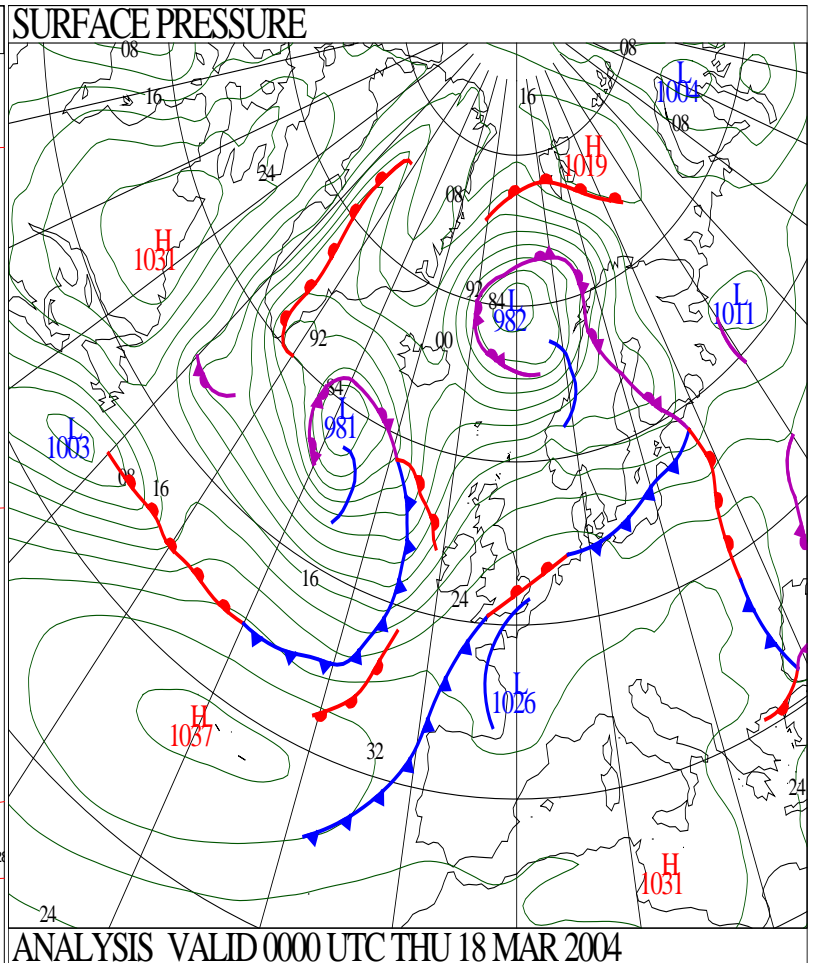 SURFACE PRESSURE
08
08
L
1004
16
16
08
H
1019
24
08
H
1031
92
84
L
982
L
1011
92
00
84
L
981
L
1003
08
16
16
24
L
1026
H
1037
32
24
H
1031
24
ANALYSIS VALID 0000 UTC THU 18 MAR 2004